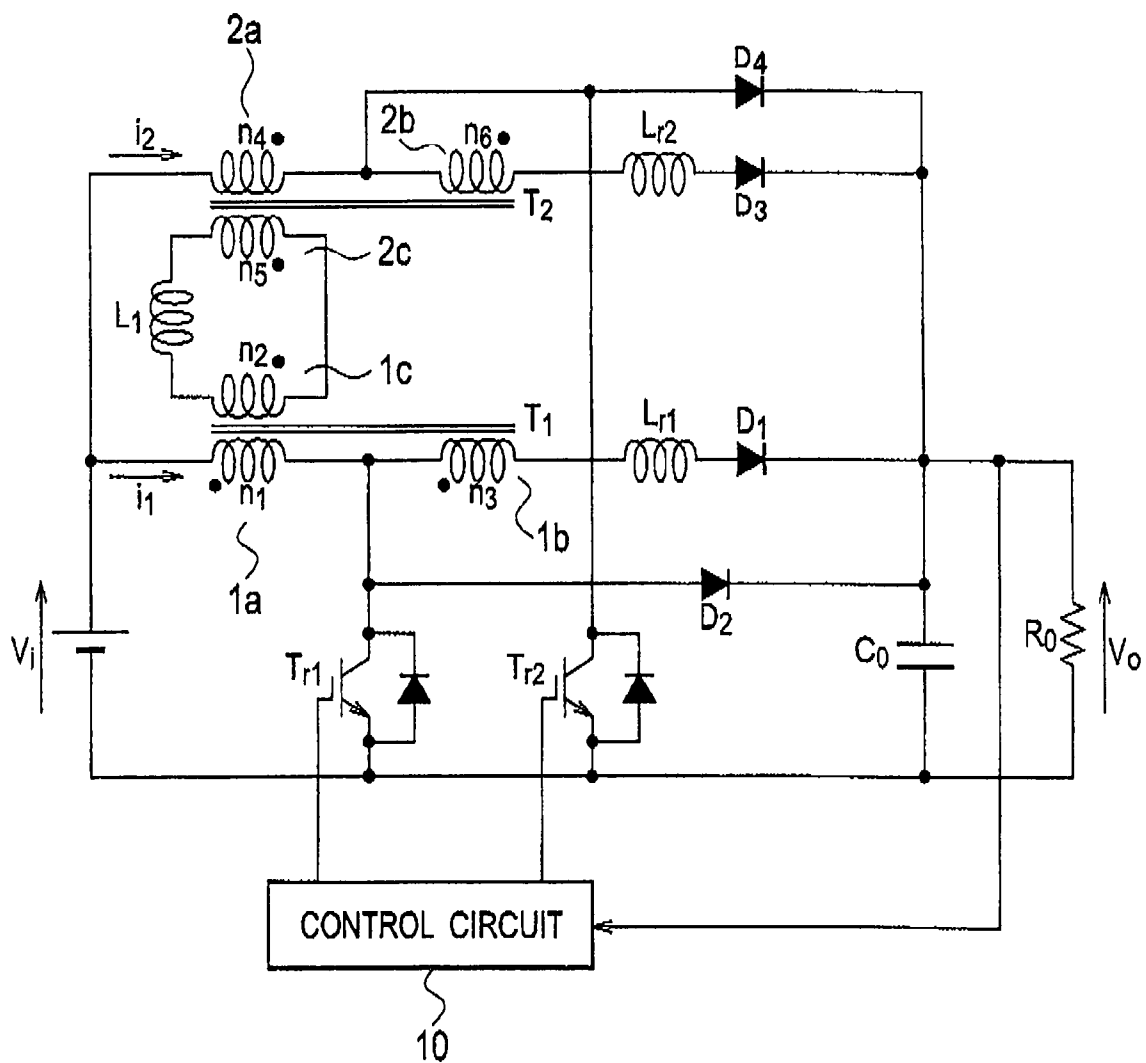 2a
D4
i2
n4
2b
n6
Lr2
D3
T2
n5
2c
L1
n2
1c
T1
Lr1
D1
i1
n1
n3
1b
1a
D2
Vi
Tr1
Tr2
C0
R0
Vo
CONTROL CIRCUIT
10